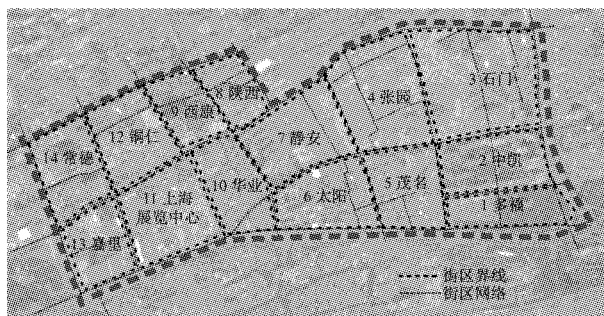 8 陕西
3 石门
4 张园
9 西康
12 铜仁
7 静安
14 常德
2 中凯
10 华业
5 茂名
11 上海
展览中心
6 太阳
1 多福
13 嘉里
街区界线
街区网络